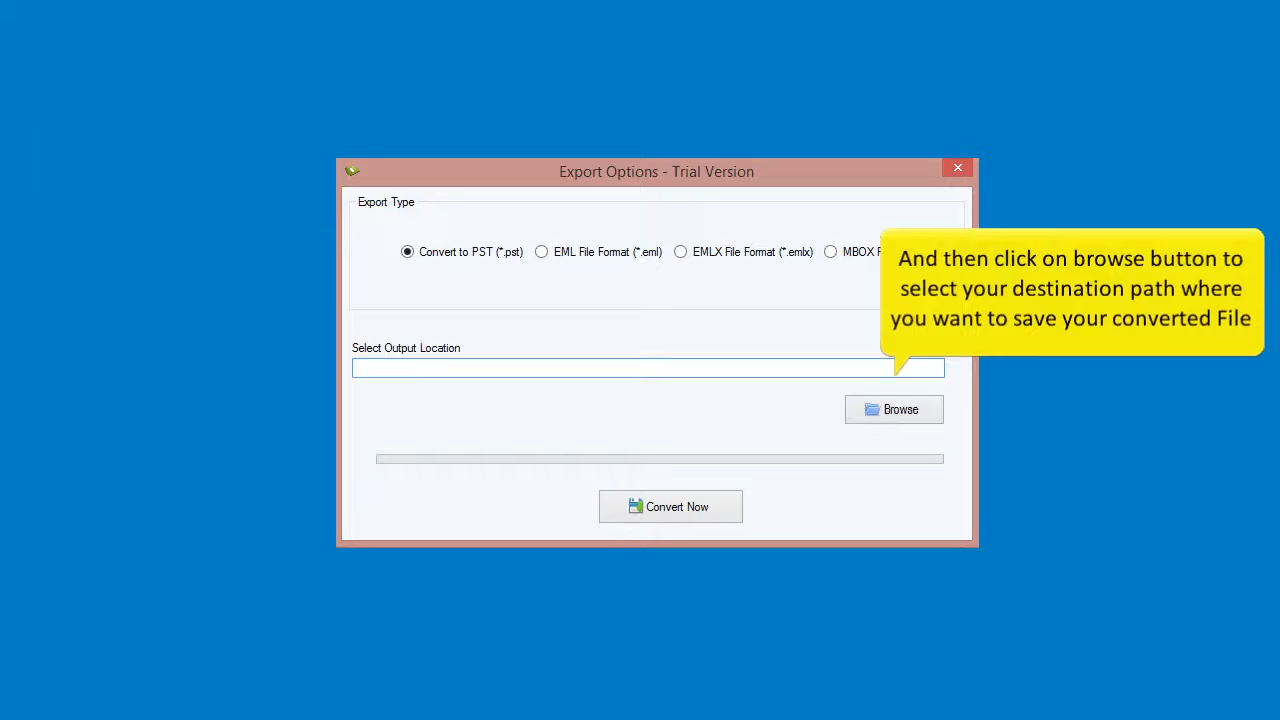 Export Options - Trial Version
Export Type
Convert to PST (*.pst) EML File Format (*.eml) EMLX File Format (*.emlx) MBOX
And then click on browse button to
select your destination path where
you want to save your converted File
Select Output Location
Browse
Convert Now